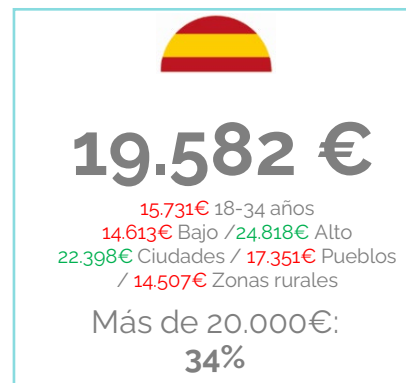 19.582 €
15.731€ 18-34 años
14.613€ Bajo /24.818€ Alto
22.398€ Ciudades / 17.351€ Pueblos
/ 14.507€ Zonas rurales
Más de 20.000€:
34%